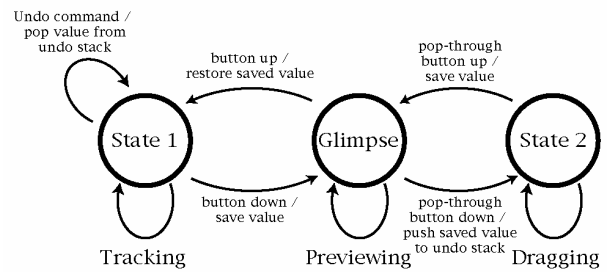 Undo command /
pop value from
undo stack
button up /
restore saved value
pop-through
button up /
save value
State 1
Glimpse
State 2
button down /
save value
pop-through
button down /
push saved value
to undo stack
Tracking
Previewing
Dragging